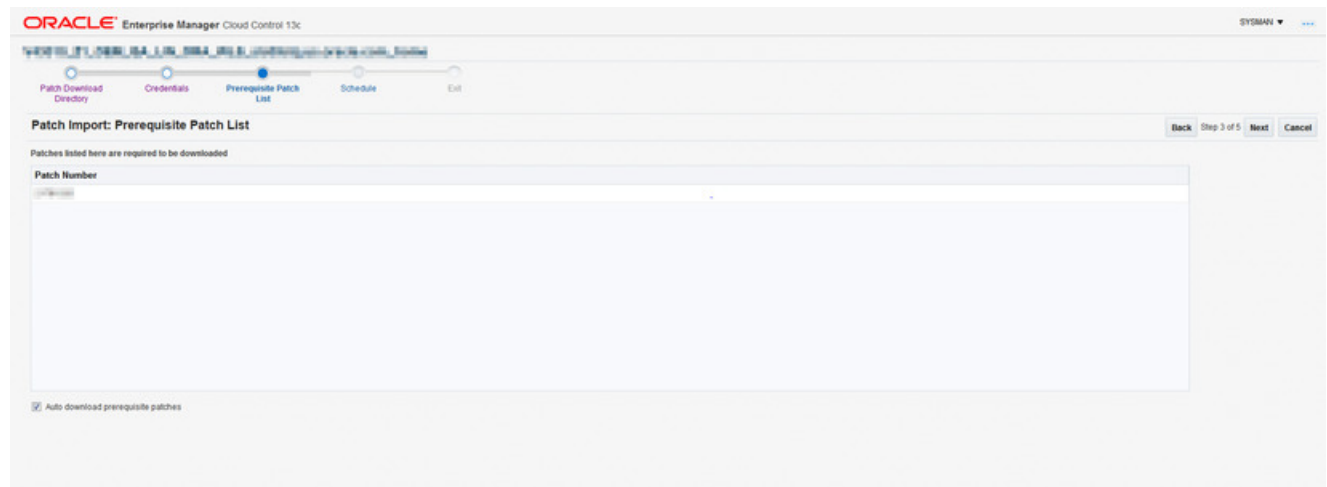 ORACLE® Enterprise Manager Cloud Control 13c
SYSMAN
Patch Download Directory
Credentials
Prerequisite Patch List
Schedule
Exit
Patch Import: Prerequisite Patch List
Back Step 3 of 5 Next Cancel
Patches listed here are required to be downloaded
Patch Number
Auto download prerequisite patches